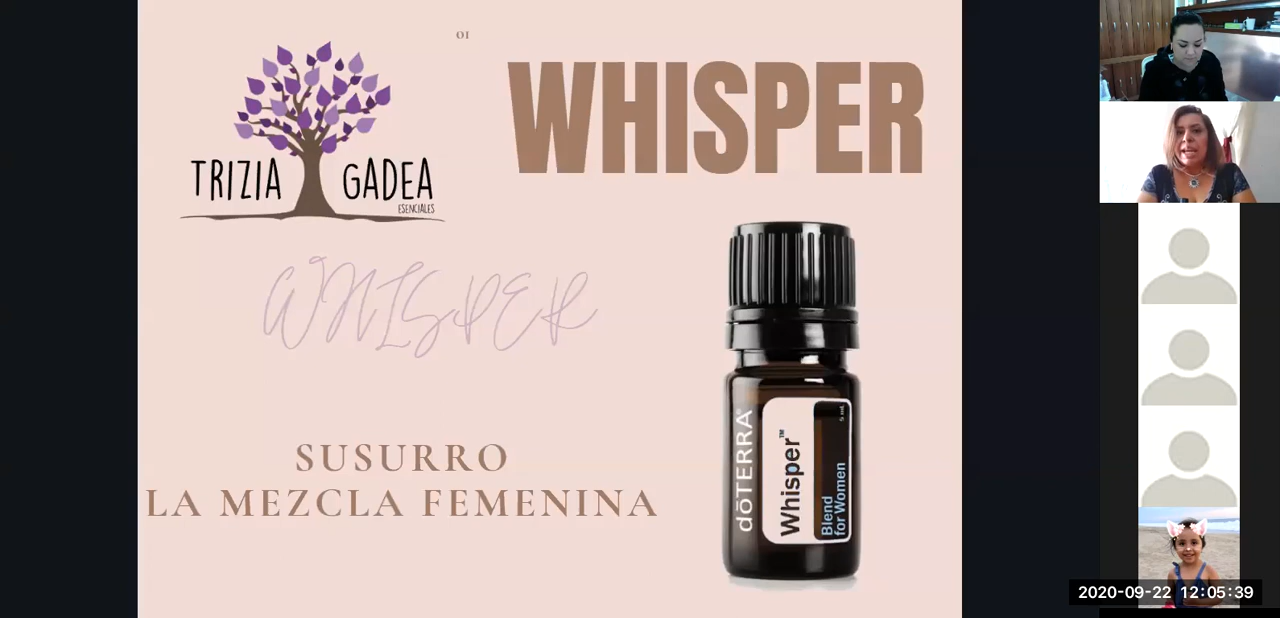 01
WHISPER
TRIZIA GADEA
ESENCIALES
WHISPER
SUSURRO
LA MEZCLA FEMENINA
dōTERRA®
Whisper™
Blend
for Women
5 mL
2020-09-22 12:05:39